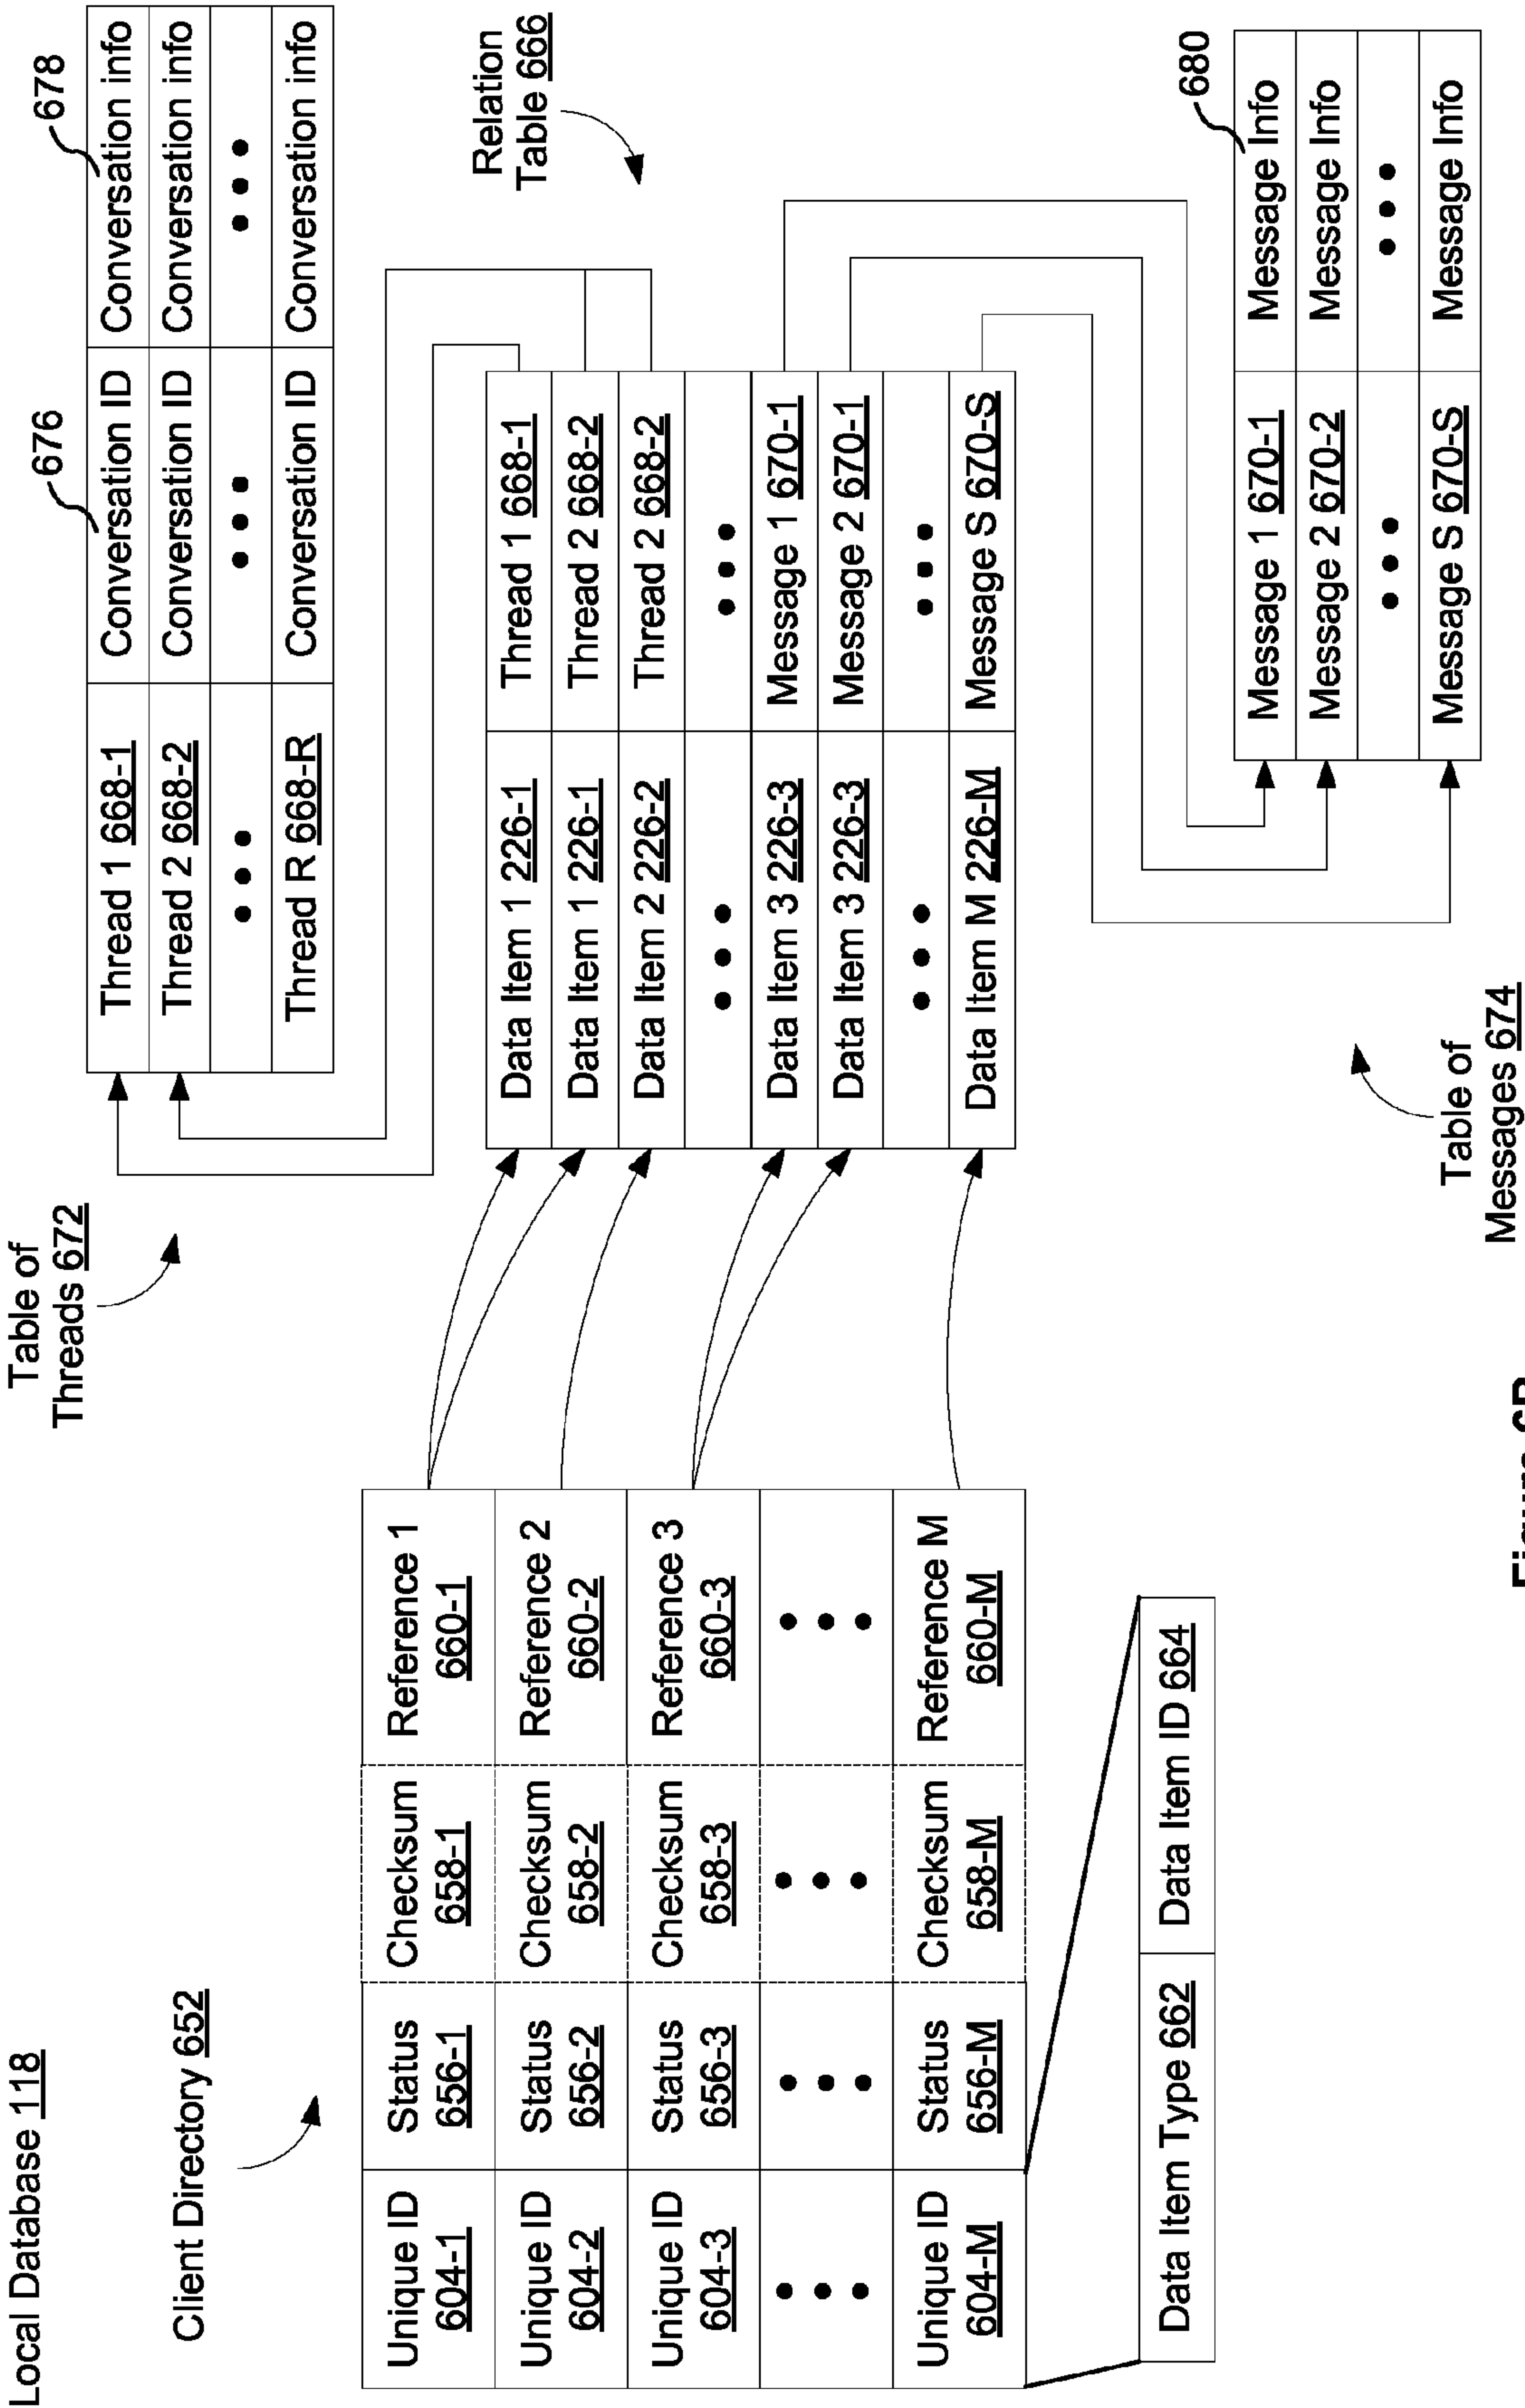 Local Database 118
Client Directory 652
Unique ID 604-1
Status 656-1
Checksum 658-1
Reference 1 660-1
Unique ID 604-2
Status 656-2
Checksum 658-2
Reference 2 660-2
Unique ID 604-3
Status 656-3
Checksum 658-3
Reference 3 660-3
Unique ID 604-M
Status 656-M
Checksum 658-M
Reference M 660-M
Data Item Type 662
Data Item ID 664
Table of
Threads 672
676
678
Thread 1 668-1
Conversation ID
Conversation info
Thread 2 668-2
Conversation ID
Conversation info
Thread R 668-R
Conversation ID
Conversation info
Relation
Table 666
Data Item 1 226-1
Thread 1 668-1
Data Item 1 226-1
Thread 2 668-2
Data Item 2 226-2
Thread 2 668-2
Data Item 3 226-3
Message 1 670-1
Data Item 3 226-3
Message 2 670-1
Data Item M 226-M
Message S 670-S
Table of
Messages 674
680
Message 1 670-1
Message Info
Message 2 670-2
Message Info
Message S 670-S
Message Info